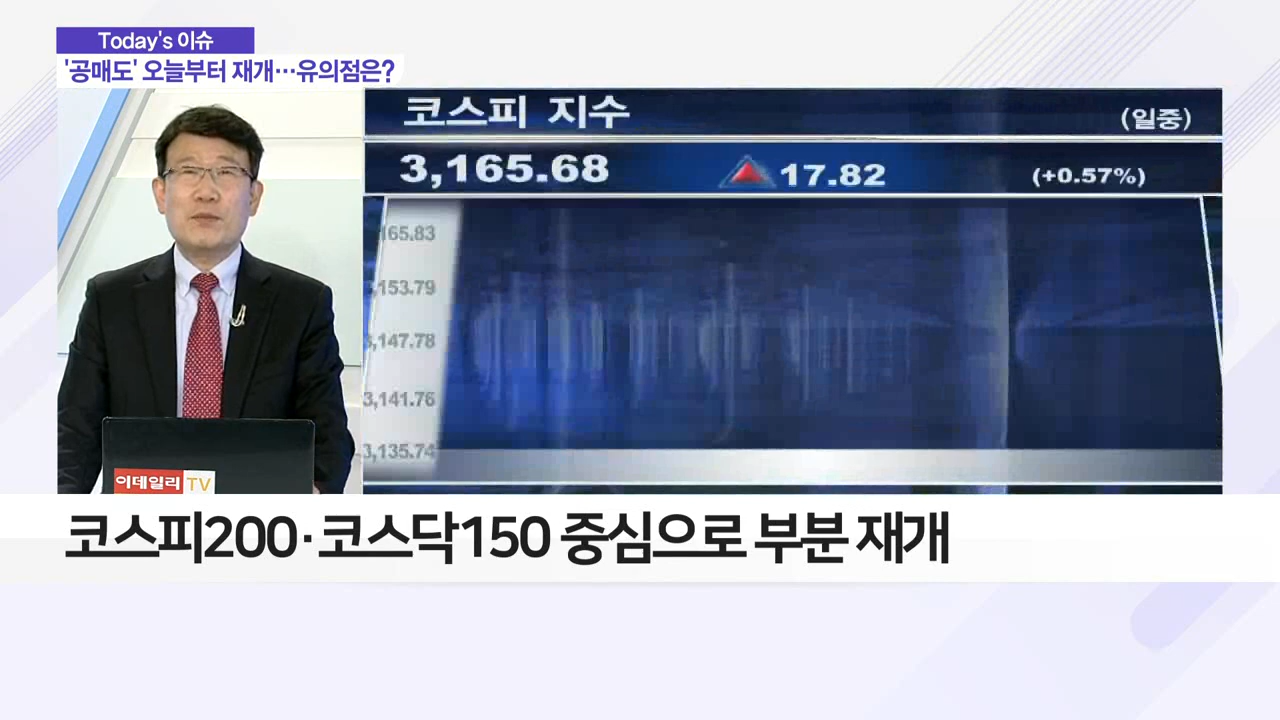 Today's 이슈
'공매도' 오늘부터 재개…유의점은?
코스피 지수
(일중)
3,165.68
17.82
(+0.57%)
165.83
3,153.79
3,147.78
3,141.76
3,135.74
이데일리 TV
코스피200·코스닥150 중심으로 부분 재개